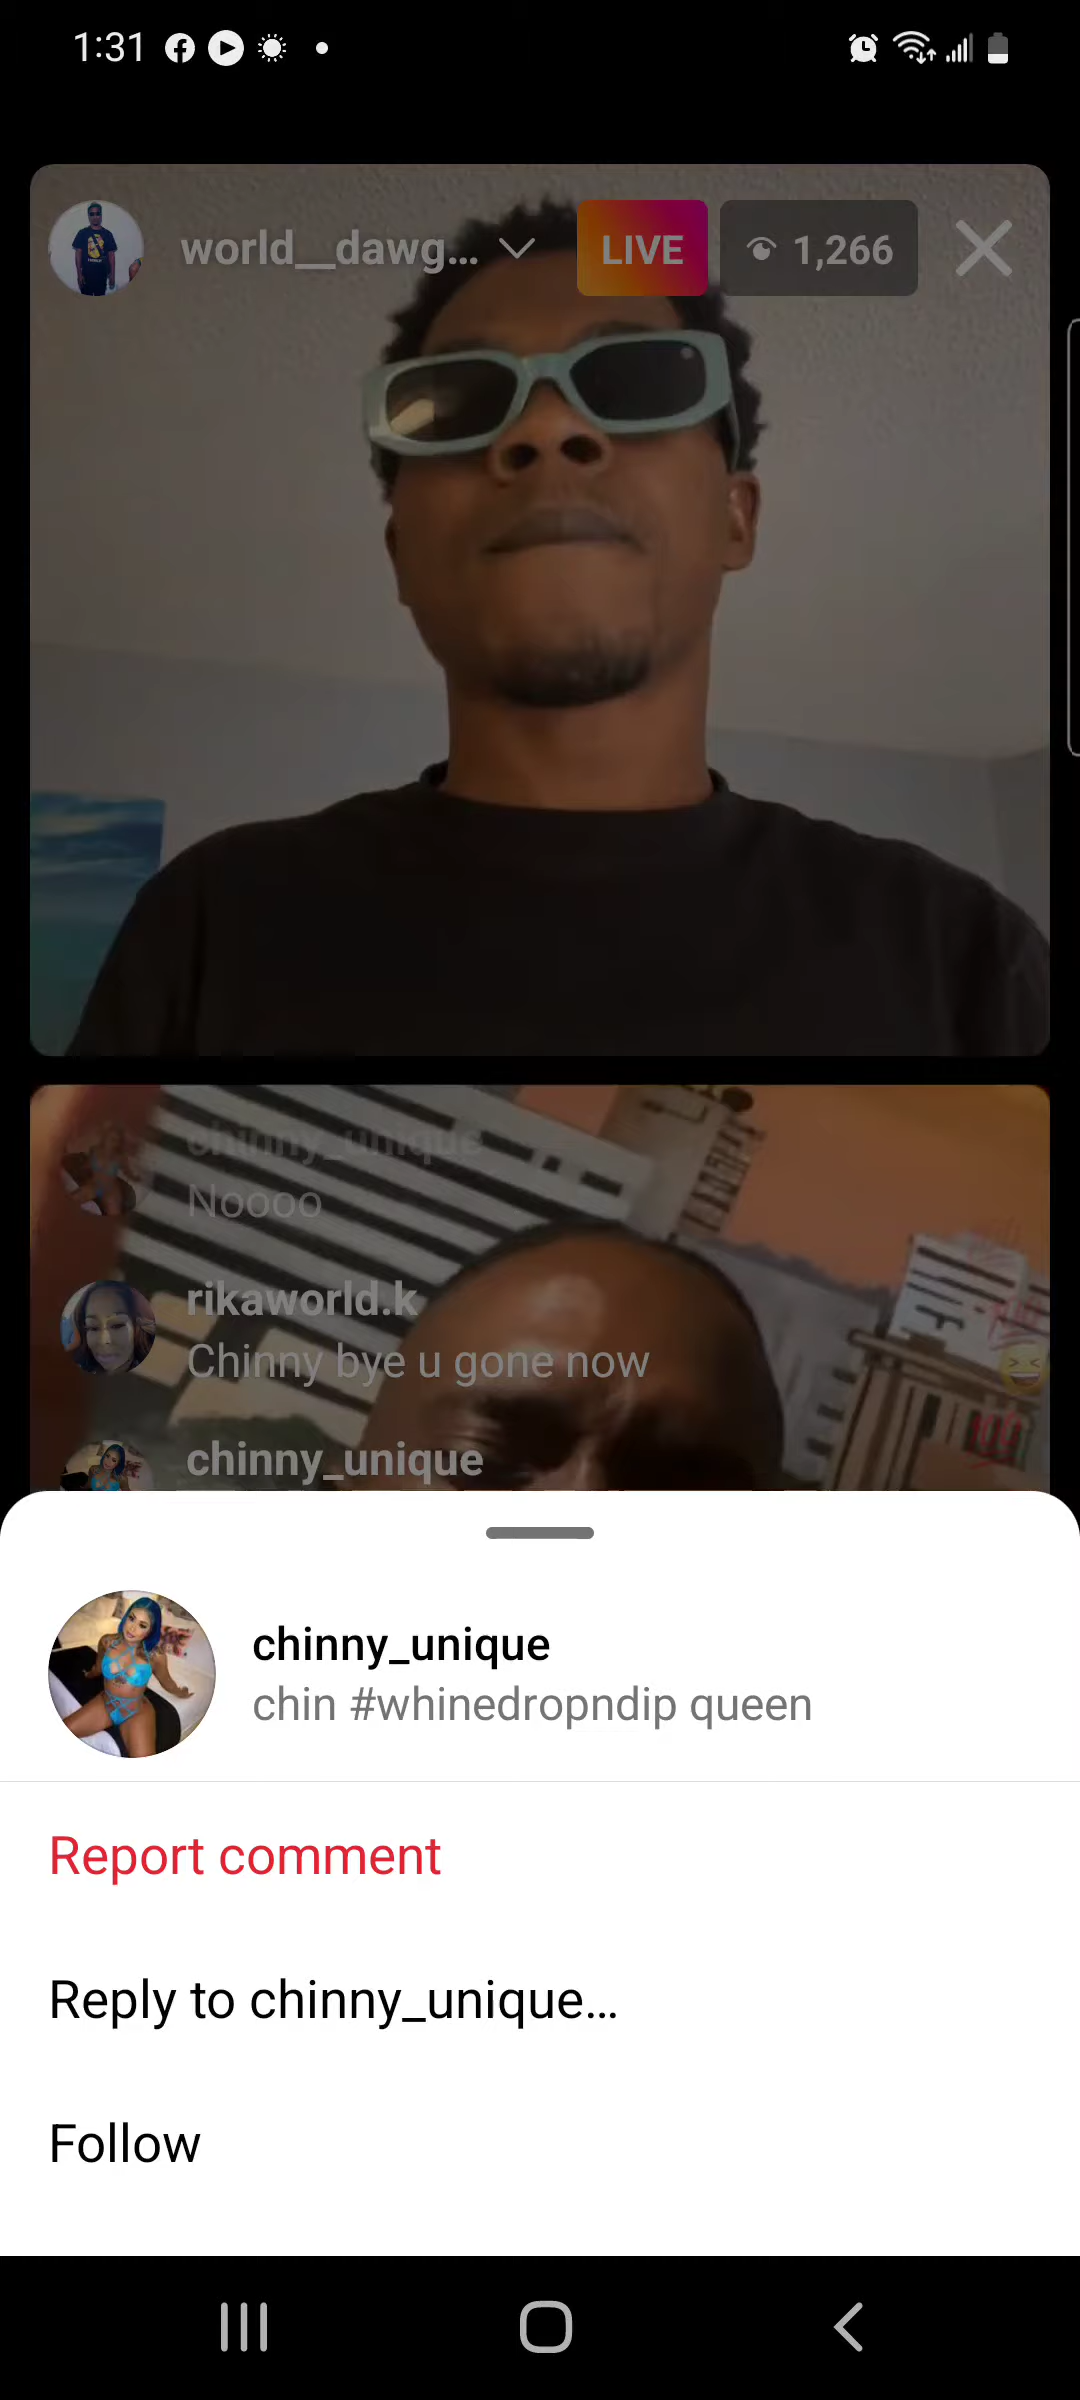 1:31
world__dawg...
LIVE
1,266
chinny_unique
Noooo
rikaworld.k
Chinny bye u gone now
chinny_unique
chinny_unique
chin #whinedropndip queen
Report comment
Reply to chinny_unique...
Follow